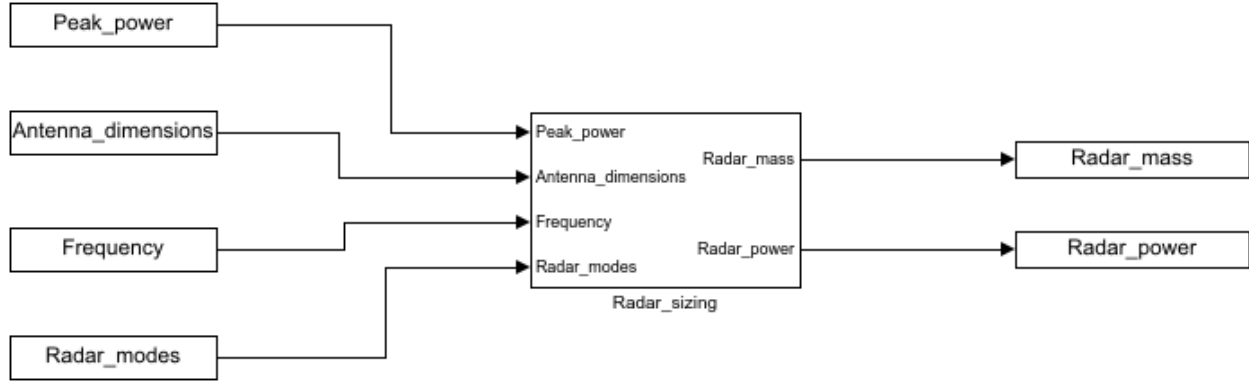 Peak_power
Antenna_dimensions
Frequency
Radar_modes
Peak_power
Antenna_dimensions
Frequency
Radar_modes
Radar_mass
Radar_power
Radar_sizing
Radar_mass
Radar_power